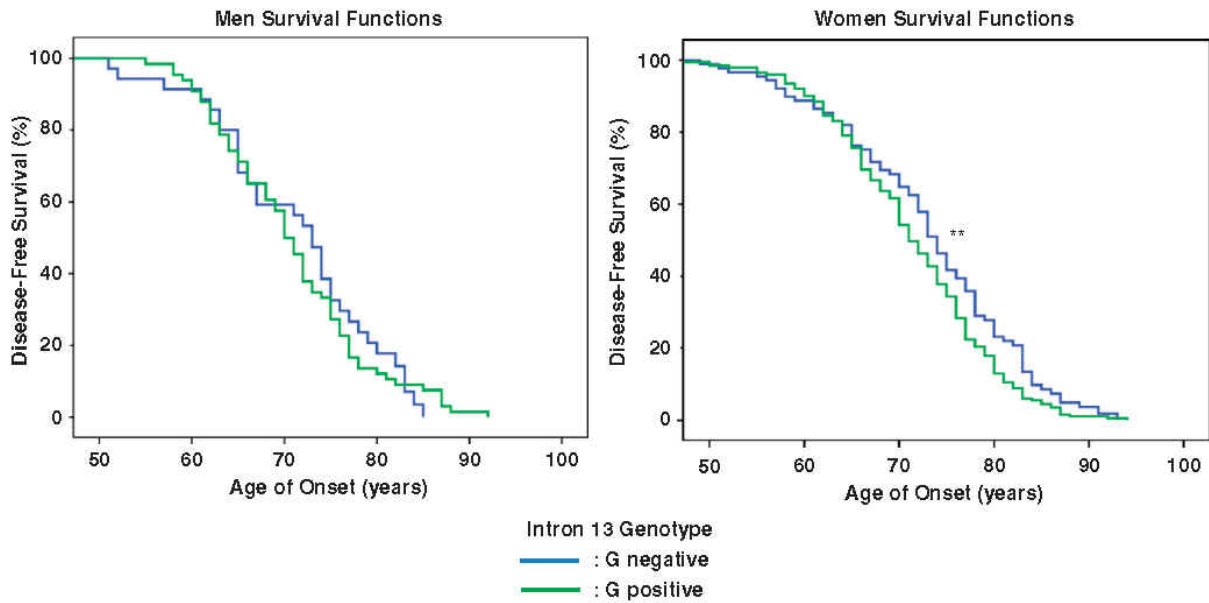 Men Survival Functions
Disease-Free Survival (%)
100
80
60
40
20
0
50 60 70 80 90 100
Age of Onset (years)
Women Survival Functions
Disease-Free Survival (%)
100
80
60
40
20
0
**
50 60 70 80 90 100
Age of Onset (years)
Intron 13 Genotype
: G negative
: G positive